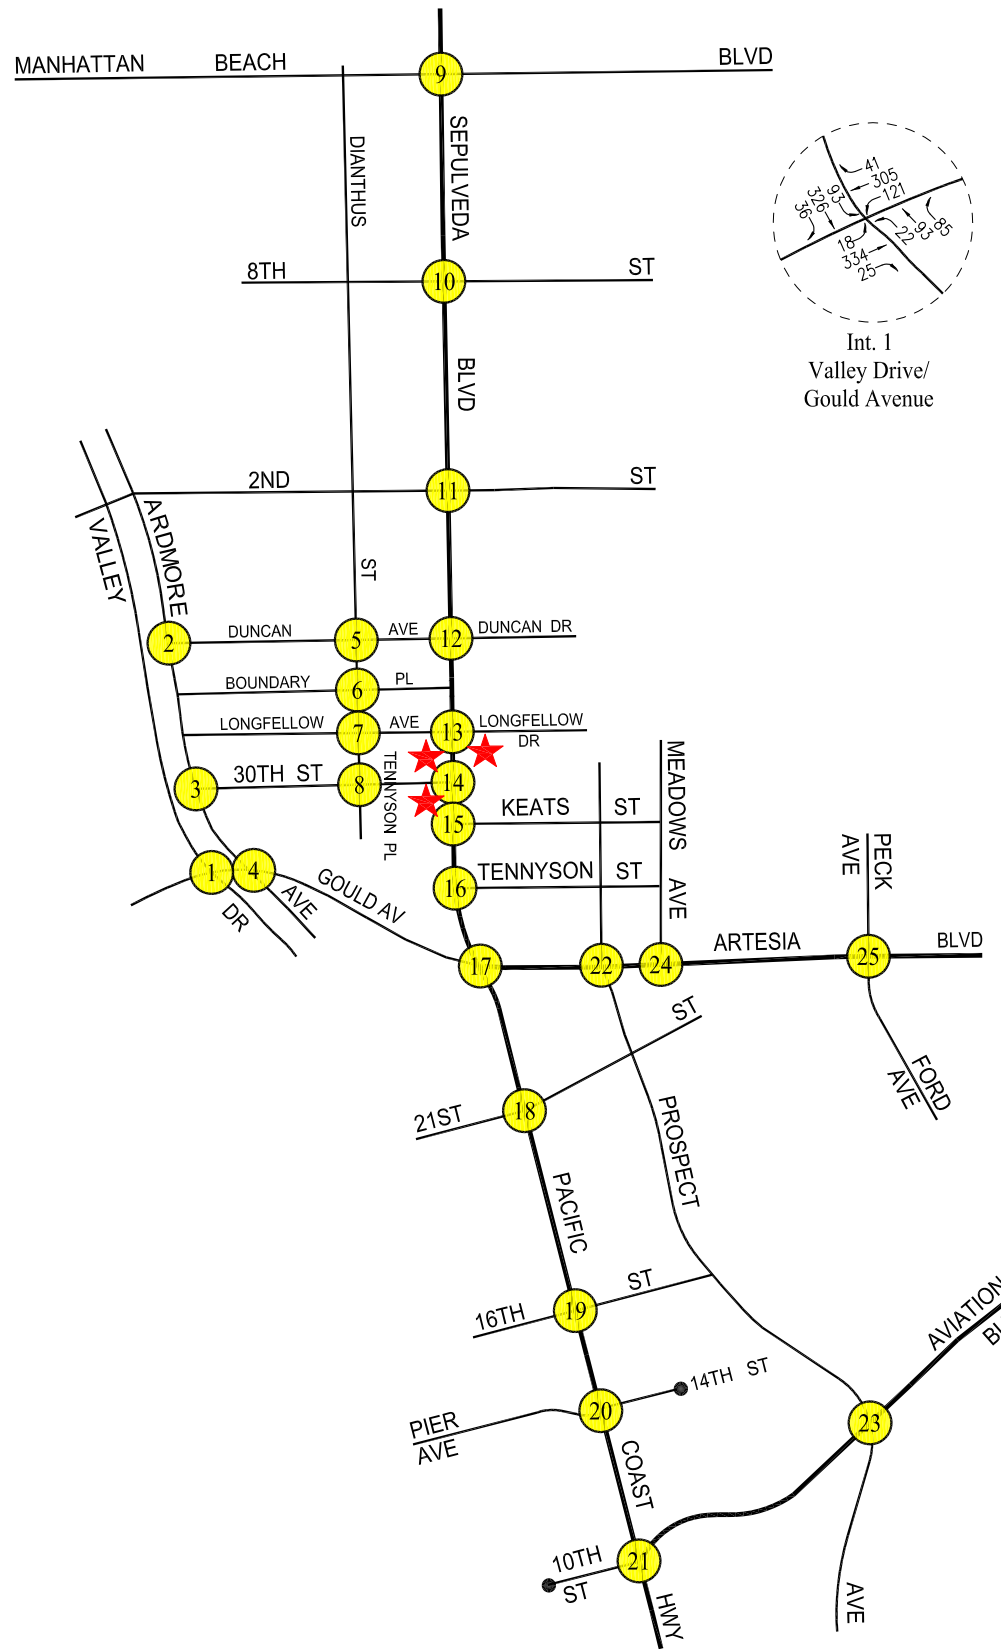 MANHATTAN BEACH BLVD
9
SEPULVEDA
DIANTHUS
41
305
121
93
326
36
18
22
93
85
334
25
Int. 1
Valley Drive/
Gould Avenue
8TH ST
10
BLVD
2ND ST
11
VALLEY
ARDMORE
ST
2
DUNCAN
5
AVE
12
DUNCAN DR
BOUNDARY
6
PL
LONGFELLOW
7
AVE
13
LONGFELLOW
DR
3
30TH ST
8
TENNYSON PL
14
15
KEATS ST
MEADOWS AVE
PECK
AVE
1
4
AVE
DR
GOULD AV
16
TENNYSON ST
17
22
24
ARTESIA
25
BLVD
21ST
18
ST
FORD
AVE
PROSPECT
PACIFIC
16TH
19
ST
AVIATION
PIER
AVE
20
14TH ST
23
COAST
10TH
ST
21
HWY
AVE